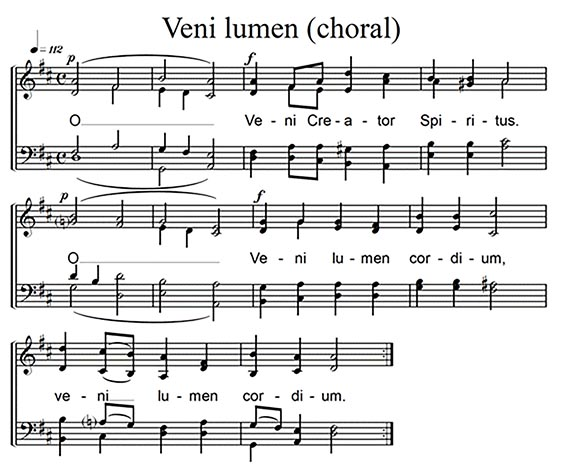 Veni lumen (choral)
♩ = 112
p f
O Ve - ni Cre - a - tor Spi - ri - tus.
p f
O Ve - ni lu - men cor - di - um,
ve - ni lu - men cor - di - um.